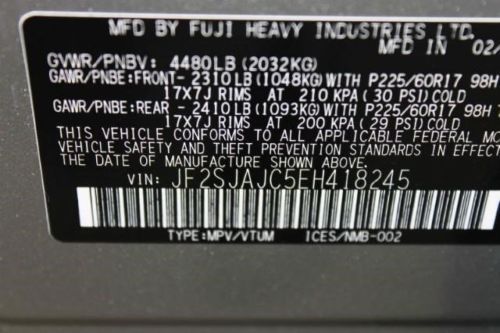 MFD BY FUJI HEAVY INDUSTRIES LTD.
MFD IN 02
GVWR/PNBV: 4480LB (2032KG)
GAWR/PNBE:FRONT- 2310LB (1048KG) WITH P225/60R17 98H
17X7J RIMS AT 210 KPA (30 PSI) COLD
GAWR/PNBE:REAR - 2410LB (1093KG) WITH P225/60R17 98H
17X7J RIMS AT 200 KPA (29 PSI) COLD
THIS VEHICLE CONFORMS TO ALL APPLICABLE FEDERAL
VEHICLE SAFETY AND THEFT PREVENTION STANDARDS IN EFFECT
THE DATE OF MANUFACTURE SHOWN ABOVE.
VIN: JF2SJAJC5EH418245
TYPE:MPV/VTUM ICES/NMB-002